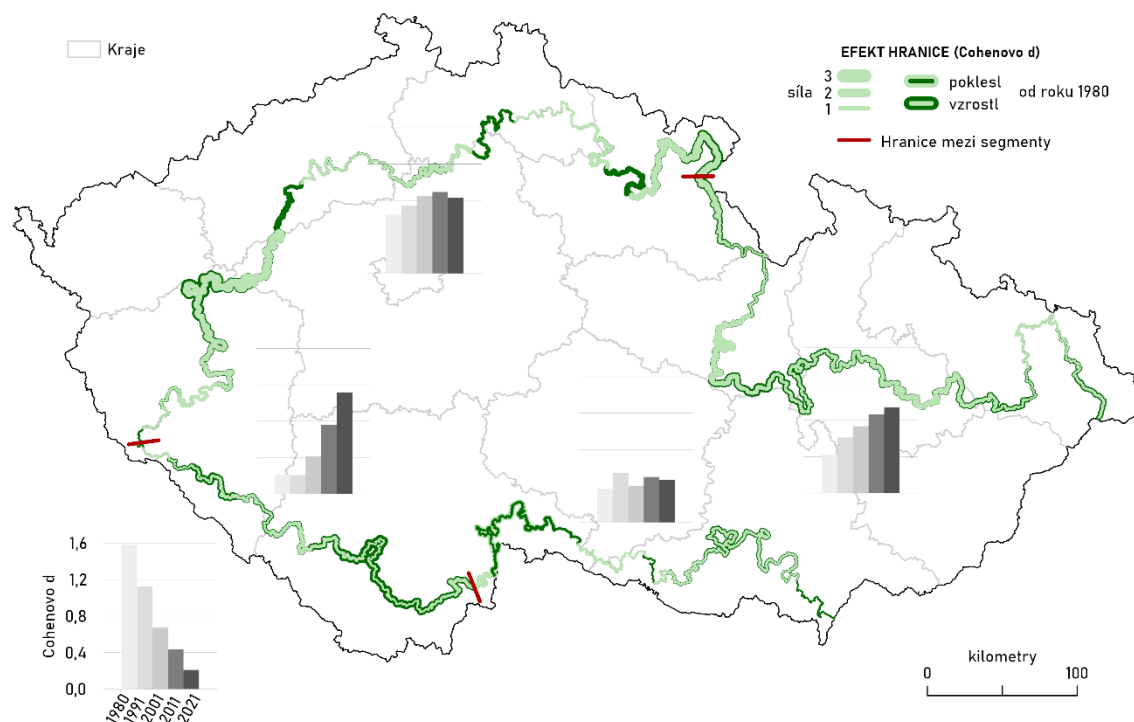 Kraje
EFEKT HRANICE (Cohenovo d)
síla
3
2
1
poklesl
vzrostl
od roku 1980
Hranice mezi segmenty
Cohenovo d
1,6
1,2
0,8
0,4
0,0
1980
1991
2001
2011
2021
kilometry
0
100